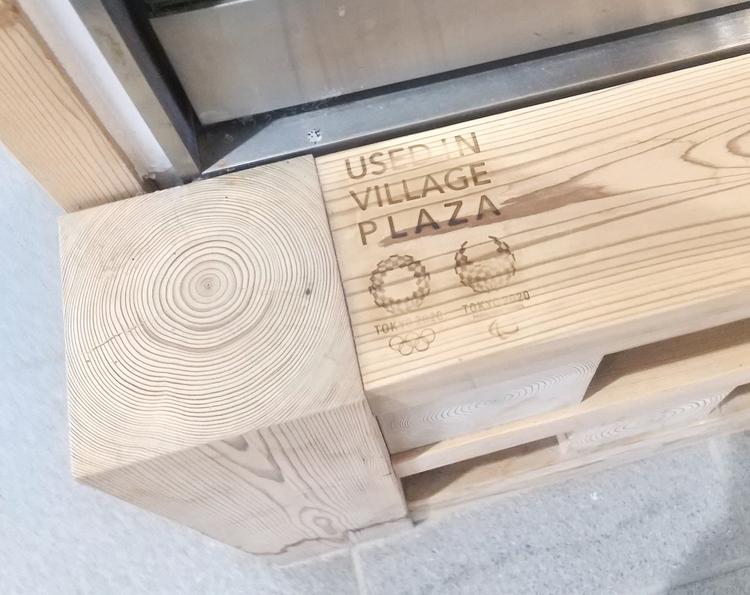 USED IN
VILLAGE
PLAZA
TOKYO 2020
TOKYO 2020